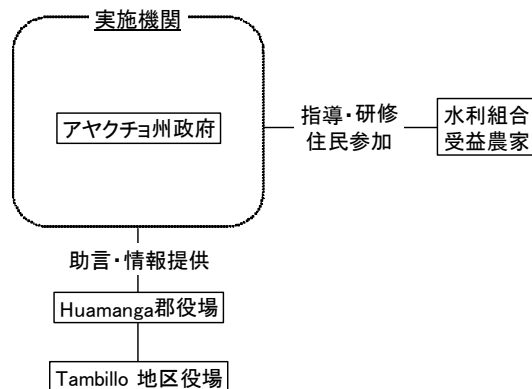 実施機関
アヤクチョ州政府
指導・研修
住民参加
水利組合
受益農家
助言・情報提供
Huamanga郡役場
Tambillo 地区役場